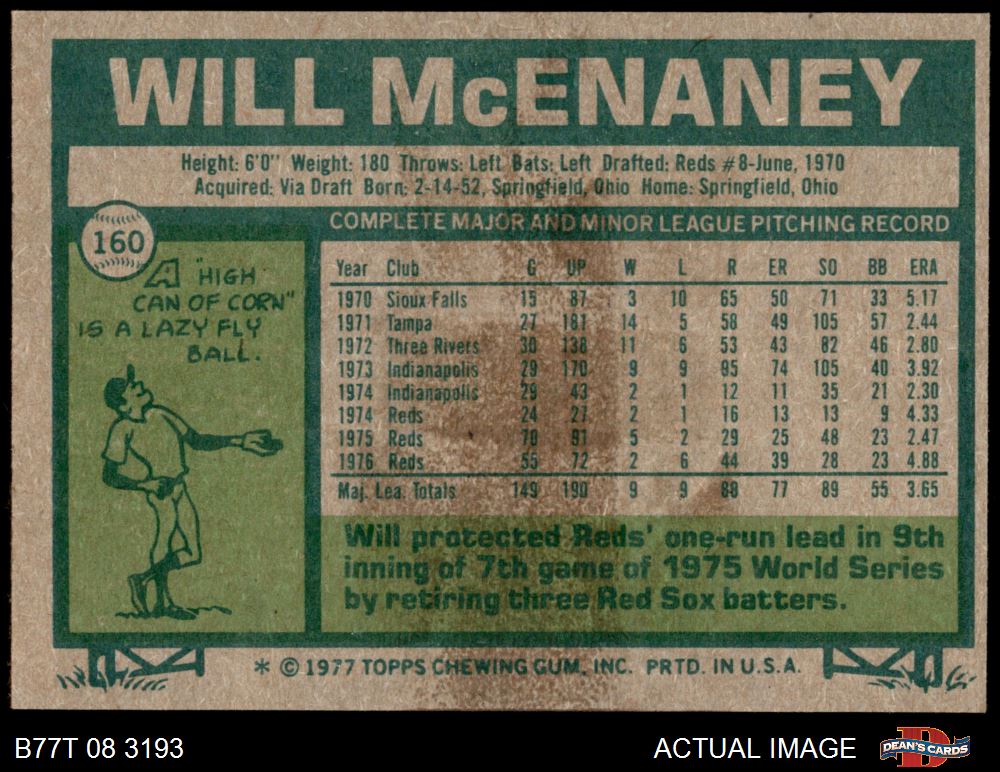 WILL McENANEY
Height: 6'0" Weight: 180 Throws: Left Bats: Left Drafted: Reds #8-June, 1970
Acquired: Via Draft Born: 2-14-52, Springfield, Ohio Home: Springfield, Ohio
160
A "HIGH
CAN OF CORN"
IS A LAZY FLY
BALL.
COMPLETE MAJOR AND MINOR LEAGUE PITCHING RECORD
Year Club G UP W L R ER SO BB ERA
1970 Sioux Falls 15 87 3 10 65 50 71 33 5.17
1971 Tampa 27 181 14 5 58 49 105 57 2.44
1972 Three Rivers 30 138 11 6 53 43 82 46 2.80
1973 Indianapolis 29 170 9 9 85 74 105 40 3.92
1974 Indianapolis 29 43 2 1 12 11 35 21 2.30
1974 Reds 24 27 2 1 16 13 13 9 4.33
1975 Reds 70 91 5 2 29 25 48 23 2.47
1976 Reds 55 72 2 6 44 39 28 23 4.88
Maj. Lea. Totals 149 190 9 9 89 77 89 55 3.65
Will protected Reds' one-run lead in 9th
inning of 7th game of 1975 World Series
by retiring three Red Sox batters.
* © 1977 TOPPS CHEWING GUM, INC. PRTD. IN U.S.A.
B77T 08 3193
ACTUAL IMAGE
D
DEAN'S CARDS